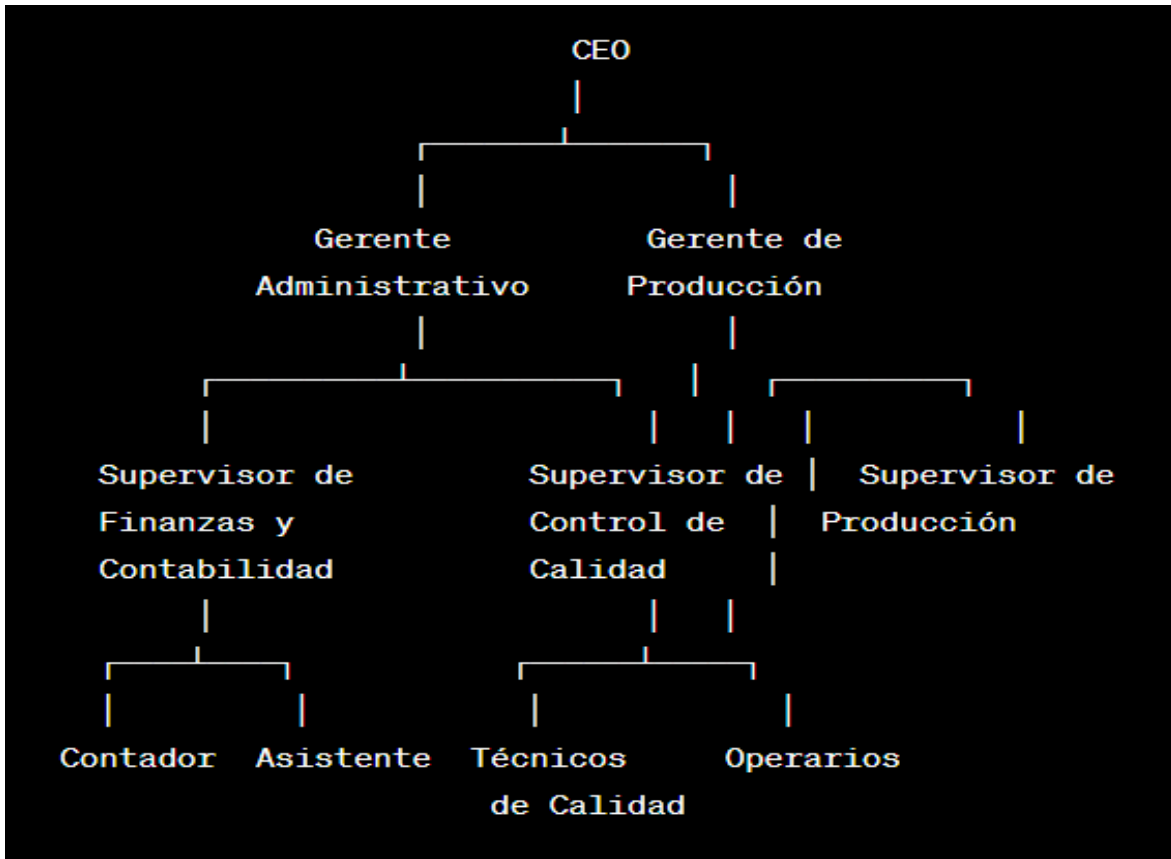 CEO
Gerente Gerente de
Administrativo Producción
Supervisor de Supervisor de Supervisor de
Finanzas y Control de Producción
Contabilidad Calidad
Contador Asistente Técnicos Operarios
de Calidad